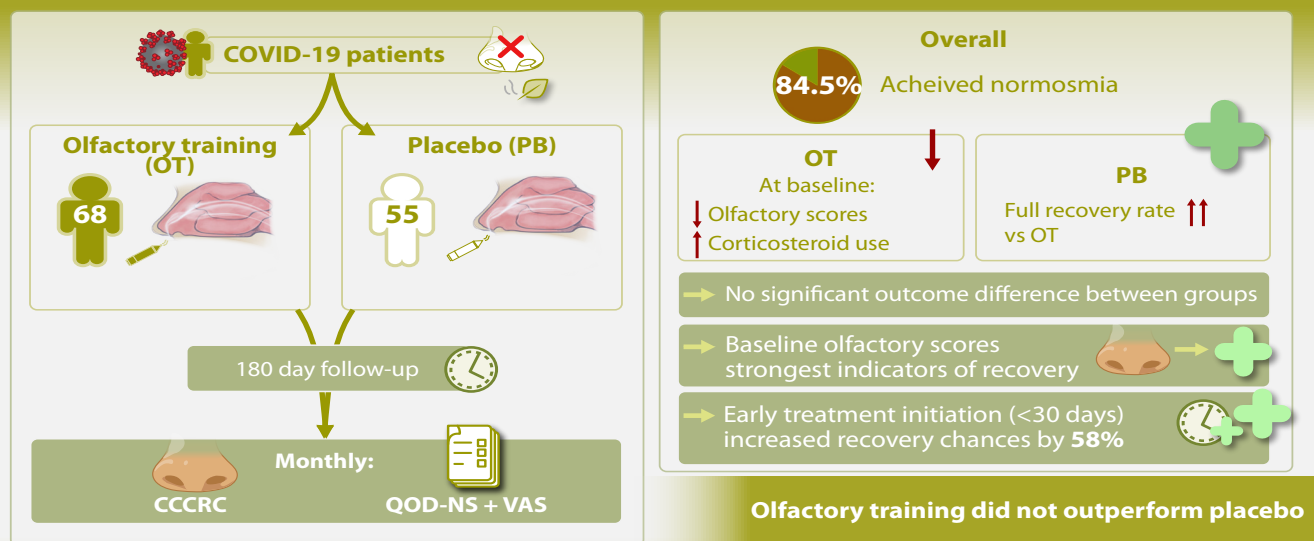 COVID-19 patients
Olfactory training
(OT)
68
Placebo (PB)
55
180 day follow-up
Monthly:
CCCRC
QOD-NS + VAS
Overall
84.5%
Acheived normosmia
OT
At baseline:
↓ Olfactory scores
↑ Corticosteroid use
PB
Full recovery rate ↑↑
vs OT
No significant outcome difference between groups
Baseline olfactory scores
strongest indicators of recovery
Early treatment initiation (<30 days)
increased recovery chances by 58%
Olfactory training did not outperform placebo